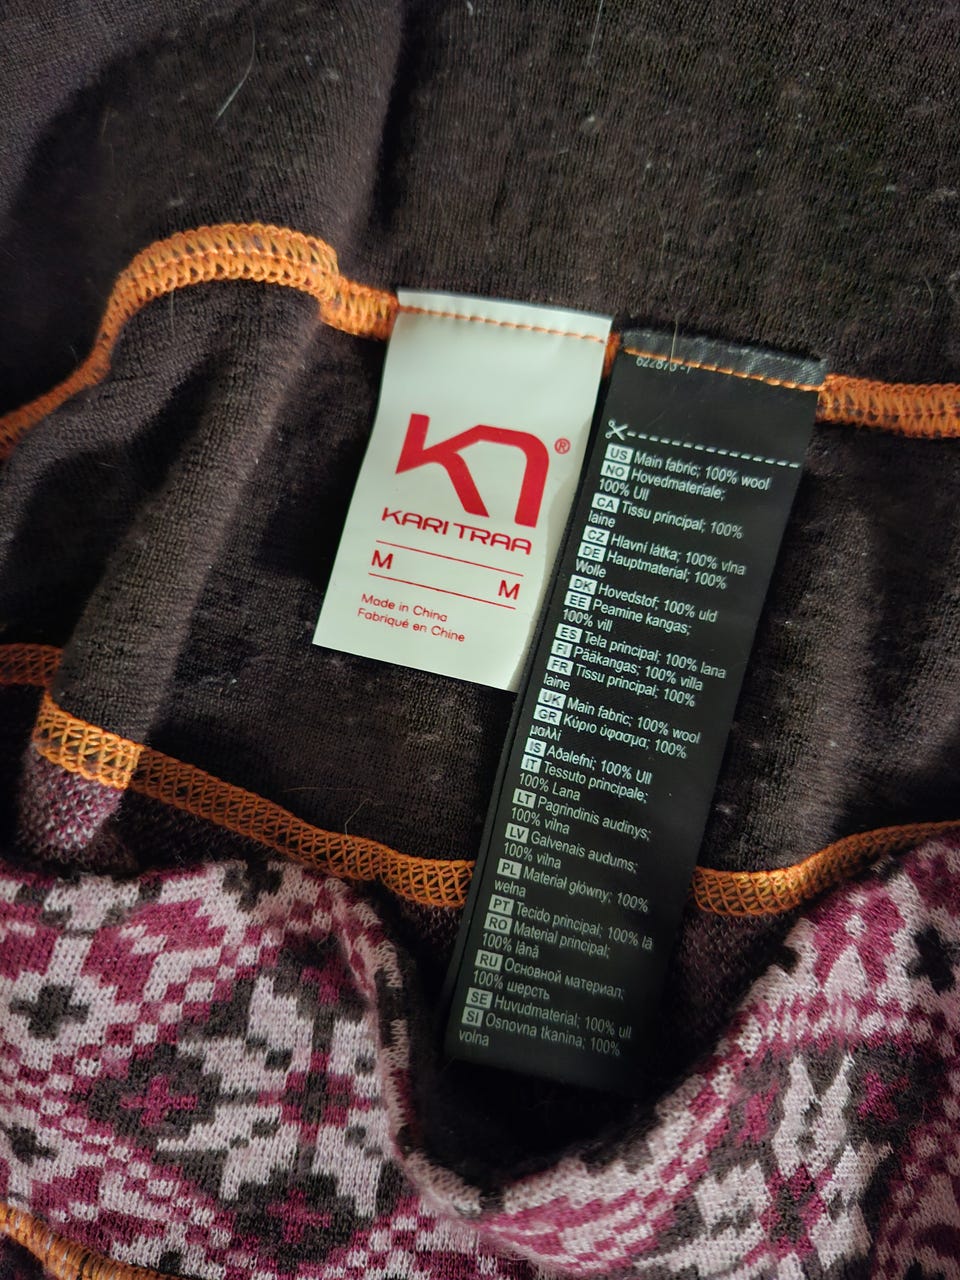 KARI TRAA
®
M
M
Made in China
Fabriqué en Chine
622873-1
US Main fabric; 100% wool
NO Hovedmateriale;
100% Ull
CA Tissu principal; 100%
laine
CZ Hlavní látka; 100% vlna
DE Hauptmaterial; 100%
Wolle
DK Hovedstof; 100% uld
EE Peamine kangas;
100% vill
ES Tela principal; 100% lana
FI Pääkangas; 100% villa
FR Tissu principal; 100%
laine
UK Main fabric; 100% wool
GR Κύριο ύφασμα; 100%
μαλλί
IS Aðalefni; 100% Ull
IT Tessuto principale;
100% Lana
LT Pagrindinis audinys;
100% vilna
LV Galvenais audums;
100% vilna
PL Materiał główny; 100%
wełna
PT Tecido principal; 100% lã
RO Material principal;
100% lână
RU Основной материал;
100% шерсть
SE Huvudmaterial; 100% ull
SI Osnovna tkanina; 100%
volna